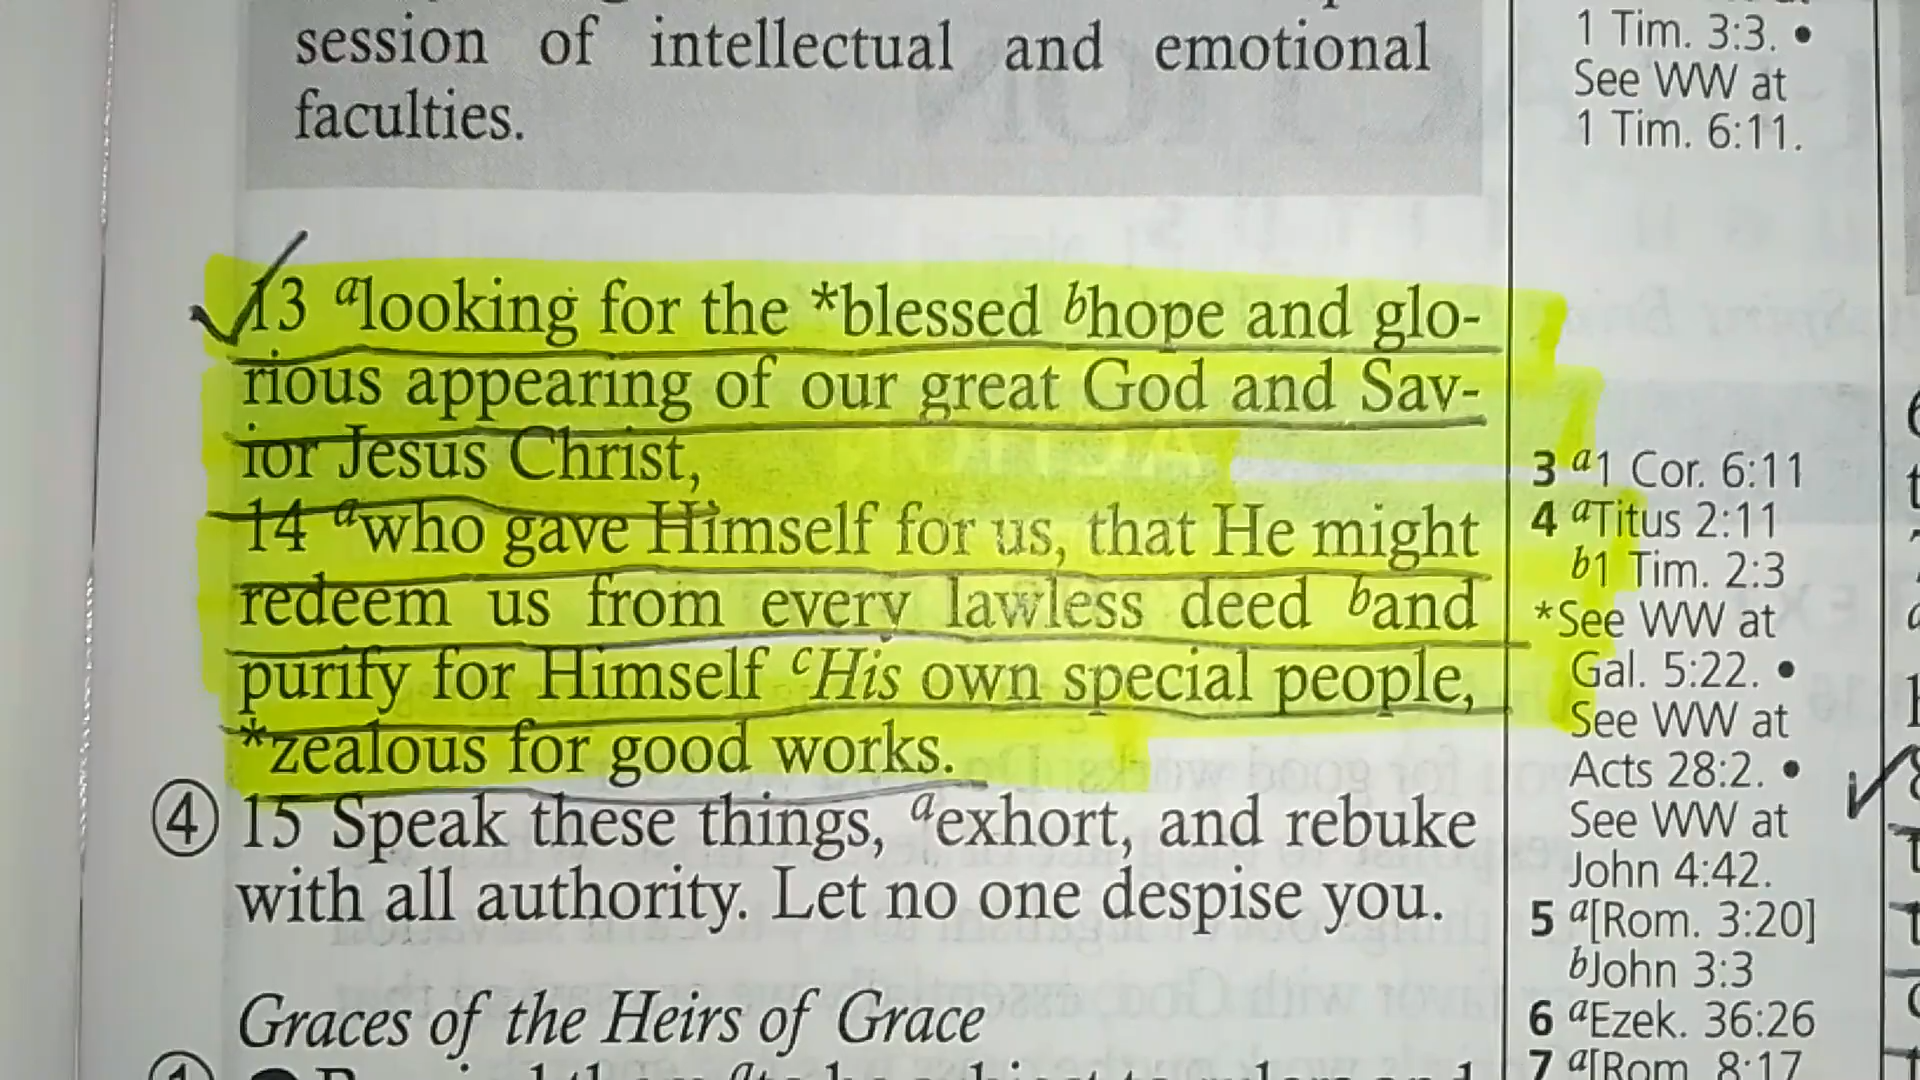 session of intellectual and emotional
faculties.
13 alooking for the *blessed bhope and glo-
rious appearing of our great God and Sav-
ior Jesus Christ,
14 awho gave Himself for us, that He might
redeem us from every lawless deed band
purify for Himself cHis own special people,
*zealous for good works.
4 15 Speak these things, aexhort, and rebuke
with all authority. Let no one despise you.
Graces of the Heirs of Grace
1 Tim. 3:3. •
See WW at
1 Tim. 6:11.
3 a1 Cor. 6:11
4 aTitus 2:11
b1 Tim. 2:3
*See WW at
Gal. 5:22. •
See WW at
Acts 28:2. •
See WW at
John 4:42.
5 a[Rom. 3:20]
bJohn 3:3
6 aEzek. 36:26
7 a[Rom. 8:17